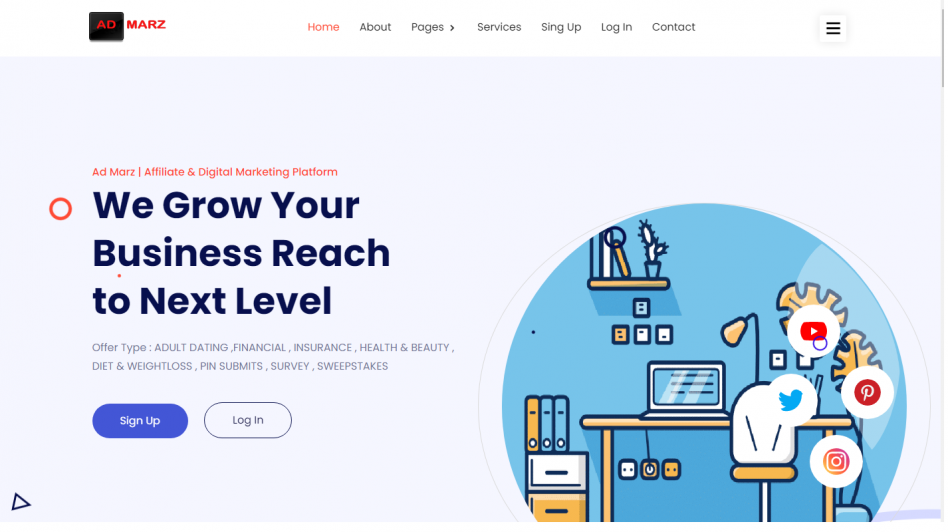 AD MARZ
Home About Pages Services Sing Up Log In Contact
Ad Marz | Affiliate & Digital Marketing Platform
We Grow Your
Business Reach
to Next Level
Offer Type : ADULT DATING ,FINANCIAL , INSURANCE , HEALTH & BEAUTY ,
DIET & WEIGHTLOSS , PIN SUBMITS , SURVEY , SWEEPSTAKES
Sign Up Log In